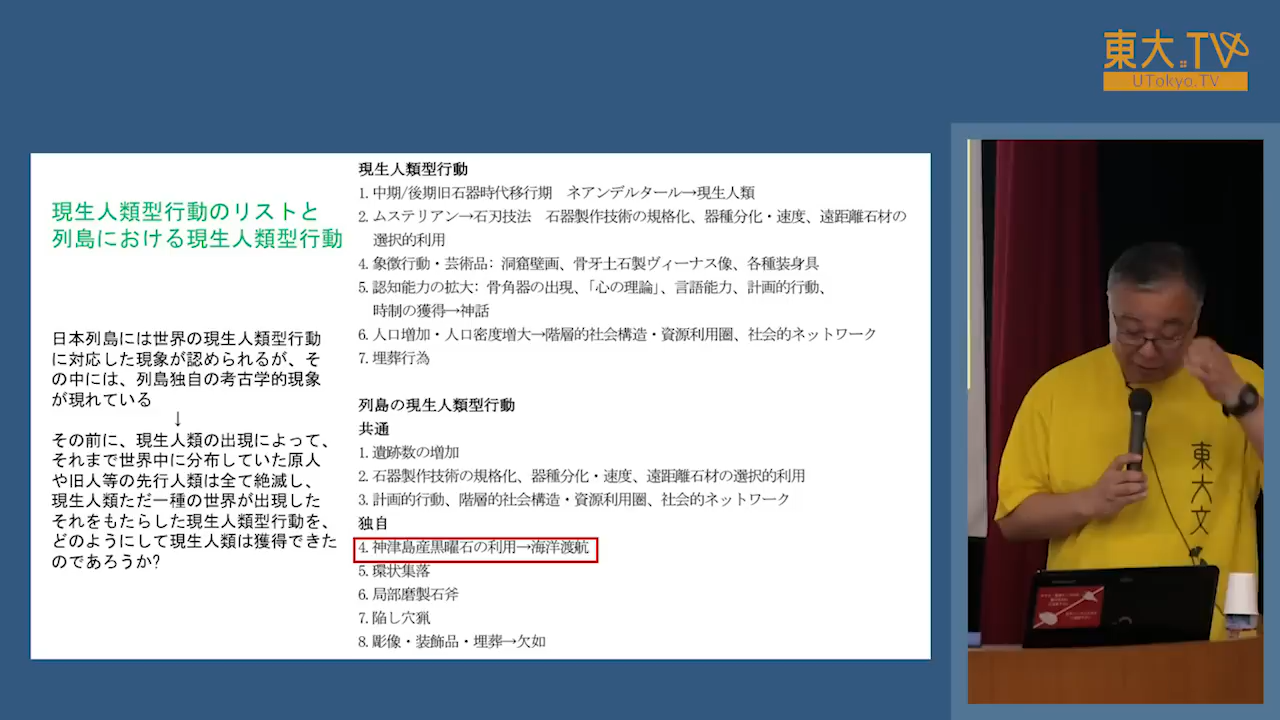 東大.TV
UTokyo.TV
現生人類型行動のリストと
列島における現生人類型行動
日本列島には世界の現生人類型行動
に対応した現象が認められるが、そ
の中には、列島独自の考古学的現象
が現れている
↓
その前に、現生人類の出現によって、
それまで世界中に分布していた原人
や旧人等の先行人類は全て絶滅し、
現生人類ただ一種の世界が出現した
それをもたらした現生人類型行動を、
どのようにして現生人類は獲得できた
のであろうか?
現生人類型行動
1. 中期/後期旧石器時代移行期　ネアンデルタール→現生人類
2. ムステリアン→石刃技法　石器製作技術の規格化、器種分化・速度、遠距離石材の
選択的利用
4. 象徴行動・芸術品: 洞窟壁画、骨牙土石製ヴィーナス像、各種装身具
5. 認知能力の拡大: 骨角器の出現、「心の理論」、言語能力、計画的行動、
時制の獲得→神話
6. 人口増加・人口密度増大→階層的社会構造・資源利用圏、社会的ネットワーク
7. 埋葬行為
列島の現生人類型行動
共通
1. 遺跡数の増加
2. 石器製作技術の規格化、器種分化・速度、遠距離石材の選択的利用
3. 計画的行動、階層的社会構造・資源利用圏、社会的ネットワーク
独自
4. 神津島産黒曜石の利用→海洋渡航
5. 環状集落
6. 局部磨製石斧
7. 陥し穴猟
8. 彫像・装飾品・埋葬→欠如
東大文